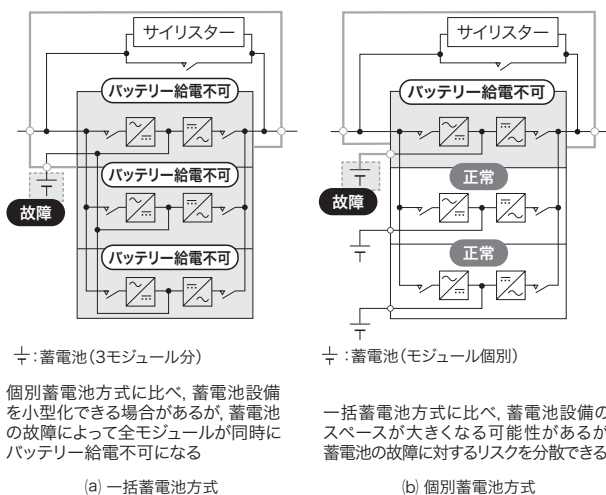 サイリスター
バッテリー給電不可
故障
バッテリー給電不可
バッテリー給電不可
:蓄電池(3モジュール分)
個別蓄電池方式に比べ, 蓄電池設備
を小型化できる場合があるが, 蓄電池
の故障によって全モジュールが同時に
バッテリー給電不可になる
(a) 一括蓄電池方式
サイリスター
バッテリー給電不可
故障
正常
正常
:蓄電池(モジュール個別)
一括蓄電池方式に比べ, 蓄電池設備の
スペースが大きくなる可能性があるが
蓄電池の故障に対するリスクを分散できる
(b) 個別蓄電池方式